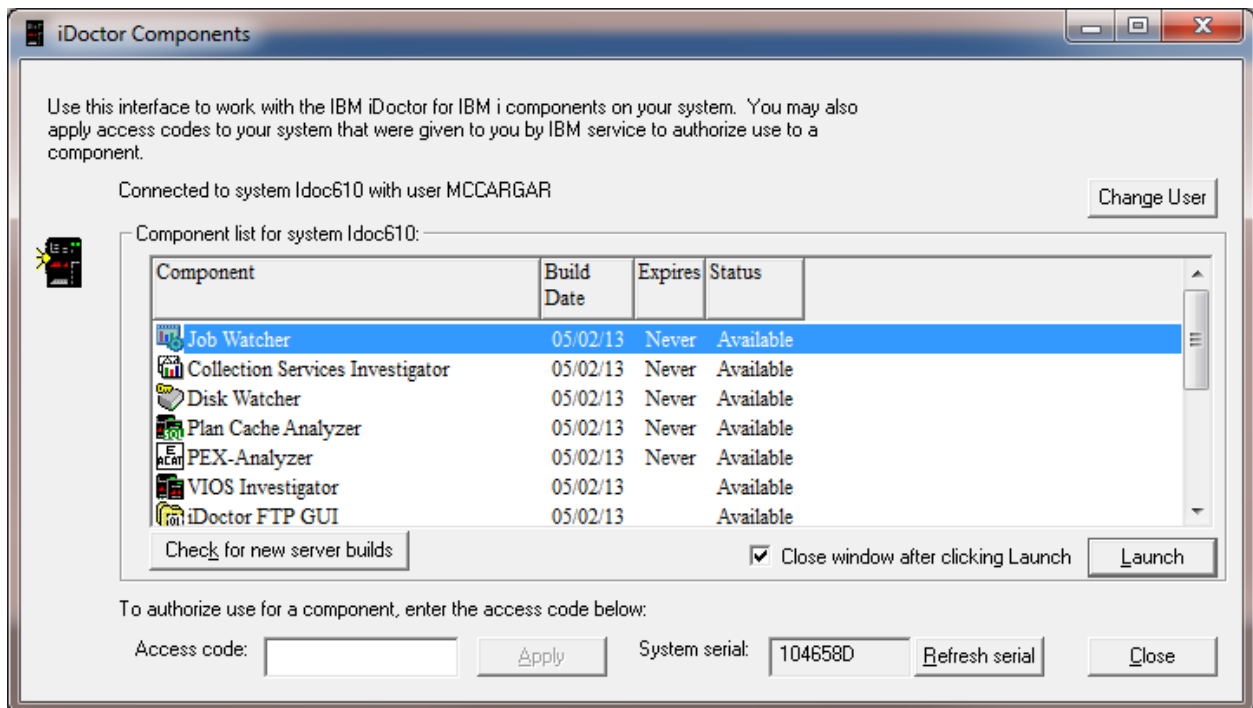 iDoctor Components
Use this interface to work with the IBM iDoctor for IBM i components on your system. You may also
apply access codes to your system that were given to you by IBM service to authorize use to a
component.
Connected to system Idoc610 with user MCCARGAR
Change User
Component list for system Idoc610:
Component Build Date Expires Status
Job Watcher 05/02/13 Never Available
Collection Services Investigator 05/02/13 Never Available
Disk Watcher 05/02/13 Never Available
Plan Cache Analyzer 05/02/13 Never Available
PEX-Analyzer 05/02/13 Never Available
VIOS Investigator 05/02/13 Available
iDoctor FTP GUI 05/02/13 Available
Check for new server builds Close window after clicking Launch Launch
To authorize use for a component, enter the access code below:
Access code: Apply System serial: 104658D Refresh serial Close